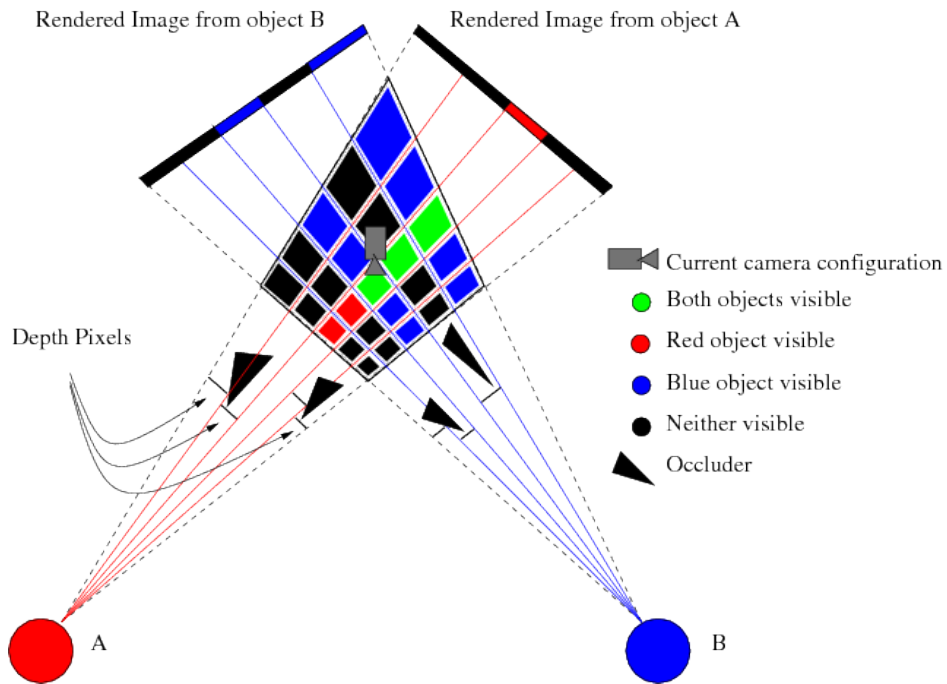 Rendered Image from object B
Rendered Image from object A
Current camera configuration
Both objects visible
Red object visible
Depth Pixels
Blue object visible
Neither visible
Occluder
A
B